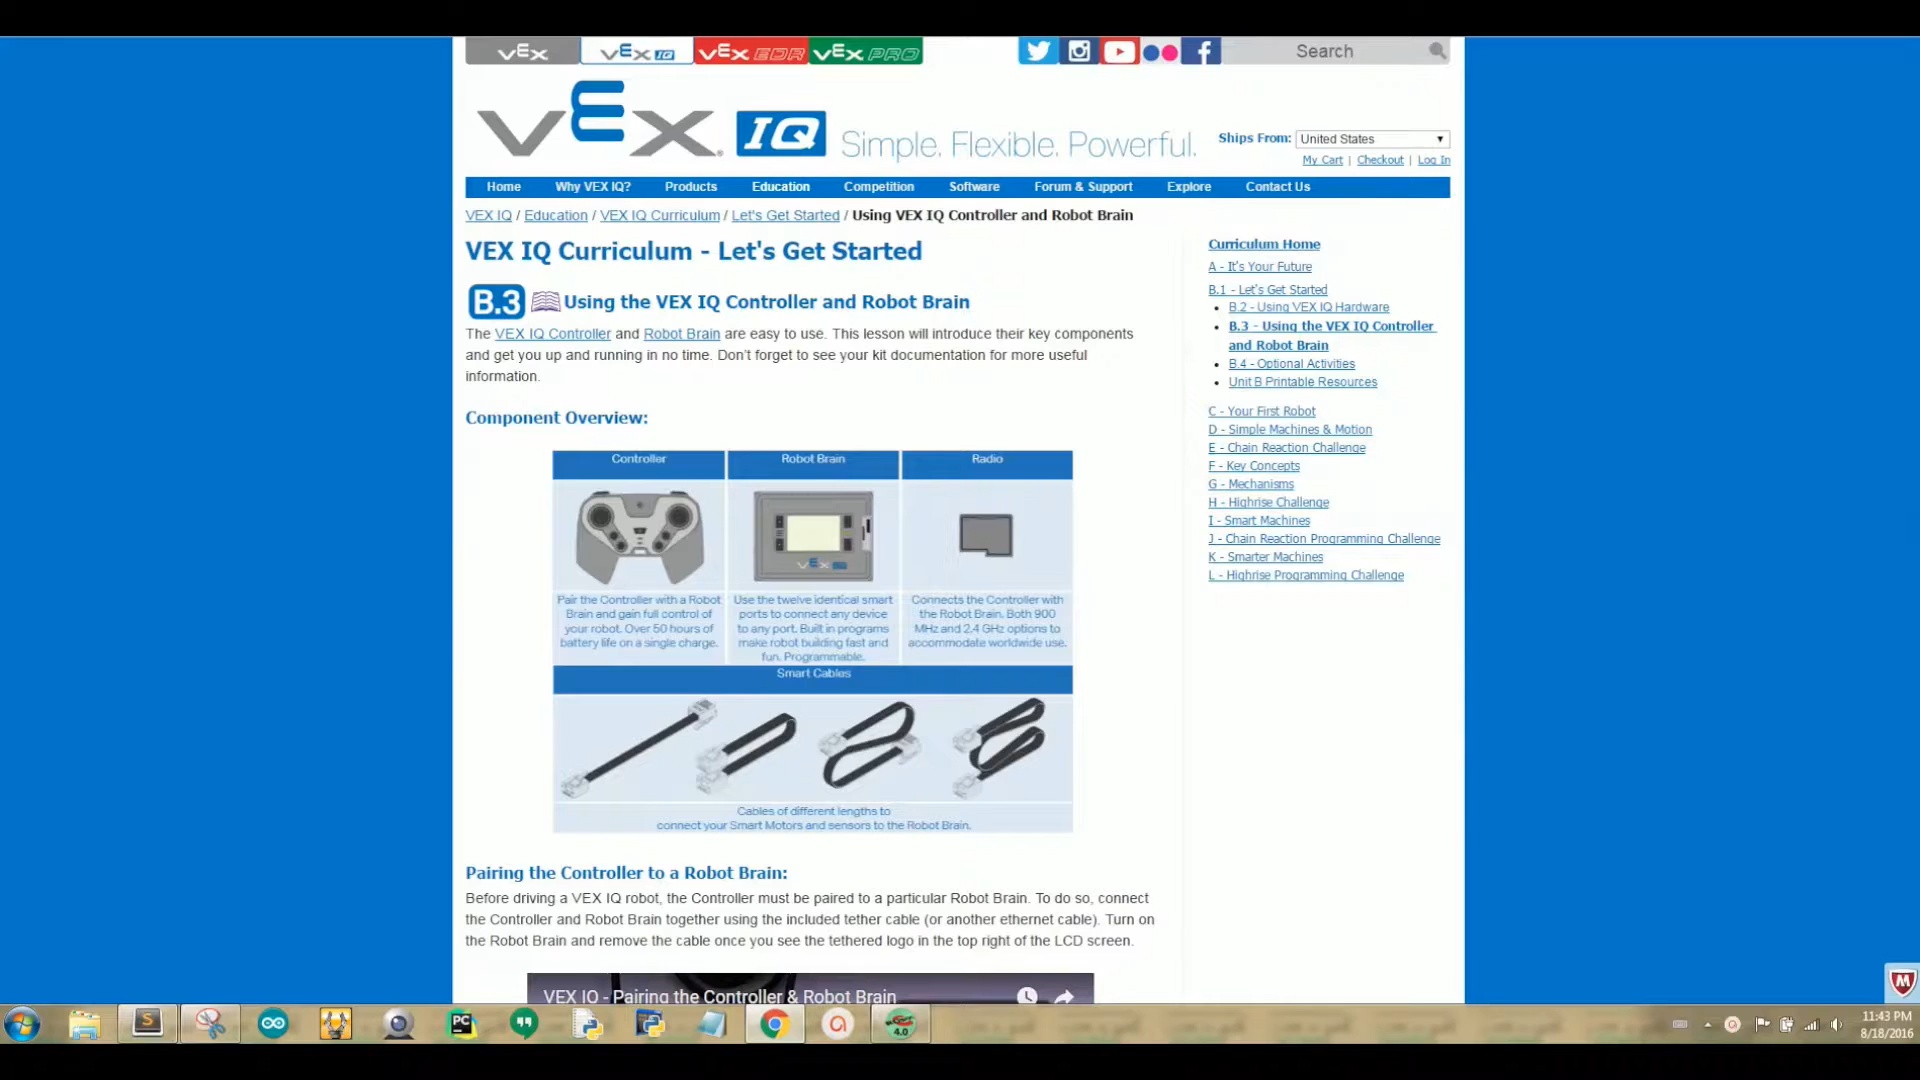 VEX
VEX IQ
VEX EDR
VEX PRO
Search
VEX IQ
Simple. Flexible. Powerful.
Ships From: United States
My Cart | Checkout | Log In
Home Why VEX IQ? Products Education Competition Software Forum & Support Explore Contact Us
VEX IQ / Education / VEX IQ Curriculum / Let's Get Started / Using VEX IQ Controller and Robot Brain
VEX IQ Curriculum - Let's Get Started
B.3 Using the VEX IQ Controller and Robot Brain
The VEX IQ Controller and Robot Brain are easy to use. This lesson will introduce their key components
and get you up and running in no time. Don't forget to see your kit documentation for more useful
information.
Component Overview:
Controller
Robot Brain
Radio
Pair the Controller with a Robot
Brain and gain full control of
your robot. Over 50 hours of
battery life on a single charge.
Use the twelve identical smart
ports to connect any device
to any port. Built in programs
make robot building fast and
fun. Programmable.
Connects the Controller with
the Robot Brain. Both 900
MHz and 2.4 GHz options to
accommodate worldwide use.
Smart Cables
Cables of different lengths to
connect your Smart Motors and sensors to the Robot Brain.
Pairing the Controller to a Robot Brain:
Before driving a VEX IQ robot, the Controller must be paired to a particular Robot Brain. To do so, connect
the Controller and Robot Brain together using the included tether cable (or another ethernet cable). Turn on
the Robot Brain and remove the cable once you see the tethered logo in the top right of the LCD screen.
VEX IQ - Pairing the Controller & Robot Brain
Curriculum Home
A - It's Your Future
B.1 - Let's Get Started
B.2 - Using VEX IQ Hardware
B.3 - Using the VEX IQ Controller
and Robot Brain
B.4 - Optional Activities
Unit B Printable Resources
C - Your First Robot
D - Simple Machines & Motion
E - Chain Reaction Challenge
F - Key Concepts
G - Mechanisms
H - Highrise Challenge
I - Smart Machines
J - Chain Reaction Programming Challenge
K - Smarter Machines
L - Highrise Programming Challenge
PC
4.0
11:43 PM
8/18/2016